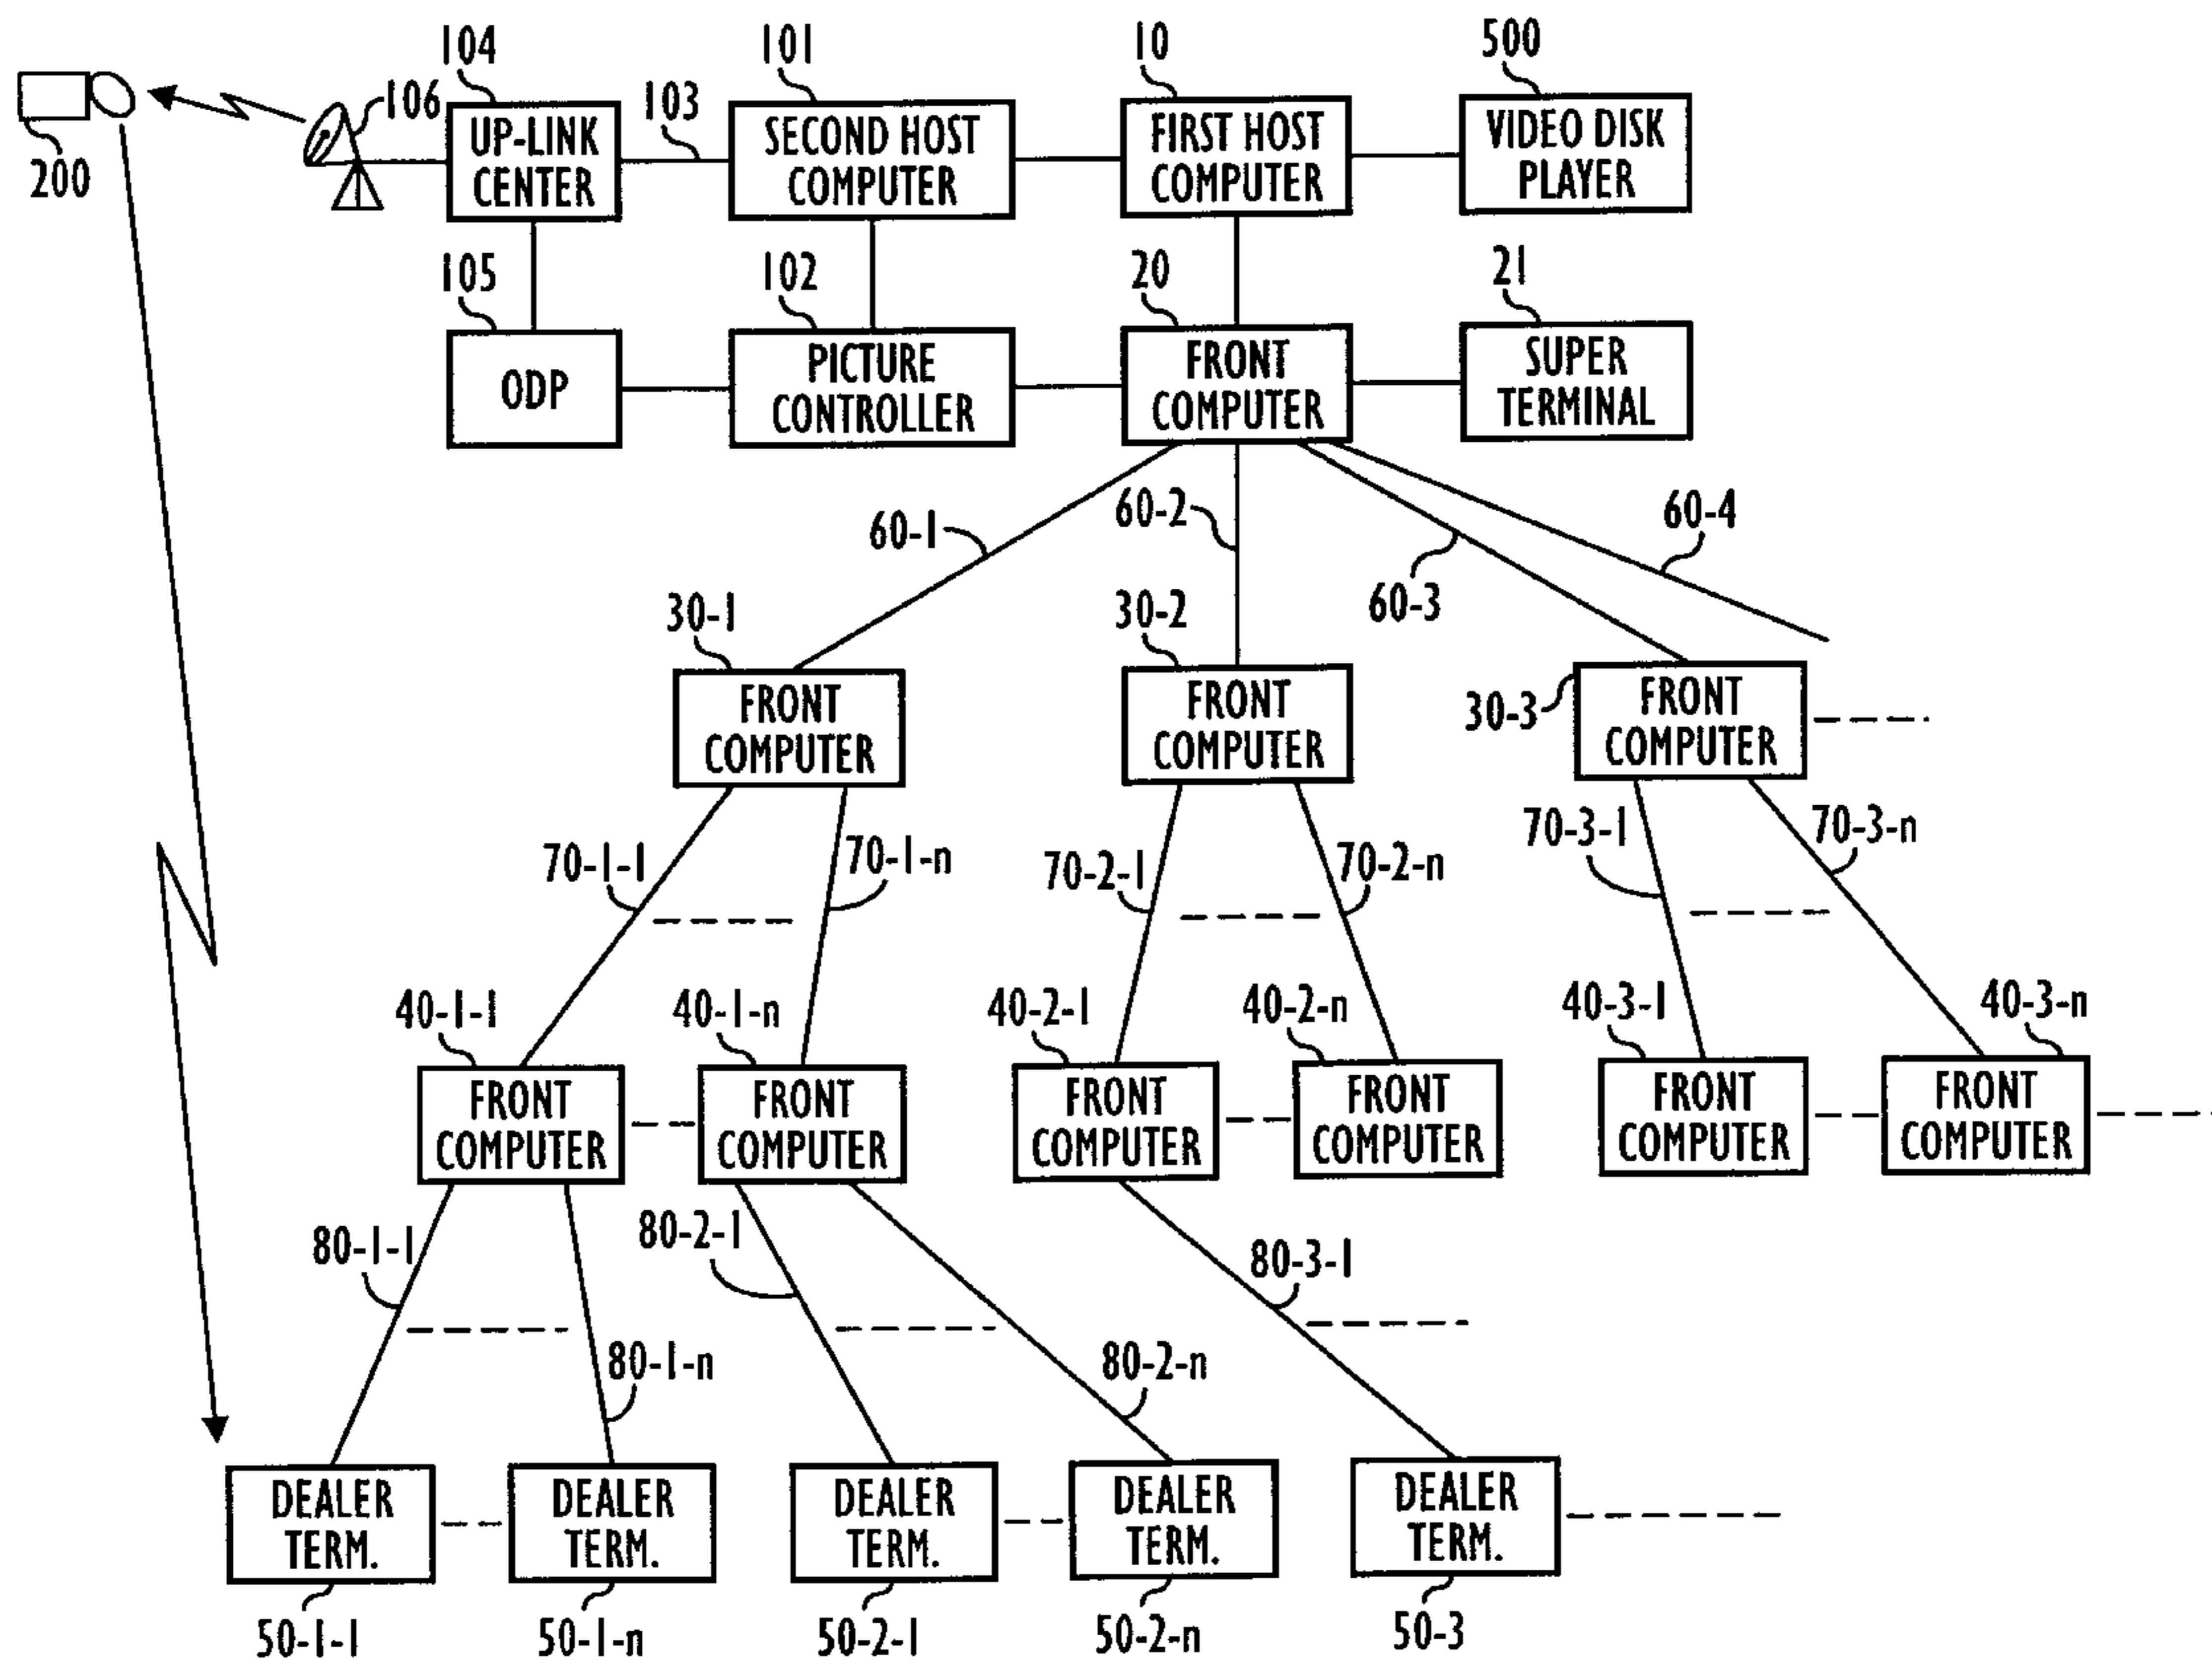 104
101
10
500
106
103
UP-LINK
CENTER
SECOND HOST
COMPUTER
FIRST HOST
COMPUTER
VIDEO DISK
PLAYER
200
105
102
20
21
ODP
PICTURE
CONTROLLER
FRONT
COMPUTER
SUPER
TERMINAL
60-1
60-2
60-3
60-4
30-1
30-2
30-3
FRONT
COMPUTER
FRONT
COMPUTER
FRONT
COMPUTER
70-1-1
70-1-n
70-2-1
70-2-n
70-3-1
70-3-n
40-1-1
40-1-n
40-2-1
40-2-n
40-3-1
40-3-n
FRONT
COMPUTER
FRONT
COMPUTER
FRONT
COMPUTER
FRONT
COMPUTER
FRONT
COMPUTER
FRONT
COMPUTER
80-1-1
80-2-1
80-3-1
80-1-n
80-2-n
DEALER
TERM.
DEALER
TERM.
DEALER
TERM.
DEALER
TERM.
DEALER
TERM.
50-1-1
50-1-n
50-2-1
50-2-n
50-3